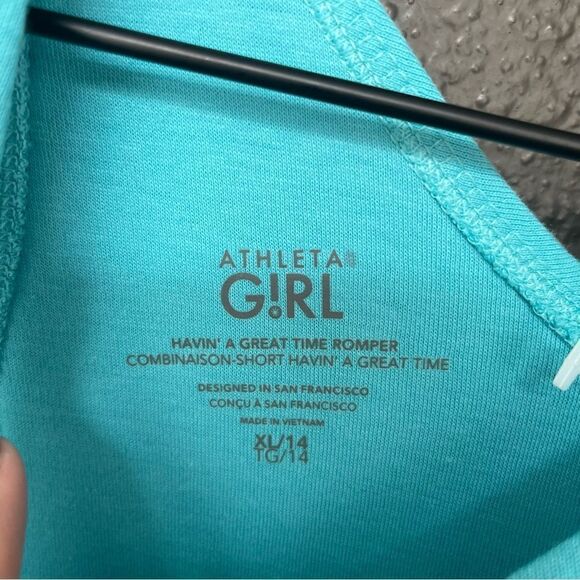 ATHLETA
G!RL
HAVIN' A GREAT TIME ROMPER
COMBINAISON-SHORT HAVIN' A GREAT TIME
DESIGNED IN SAN FRANCISCO
CONÇU À SAN FRANCISCO
MADE IN VIETNAM
XL/14
TG/14